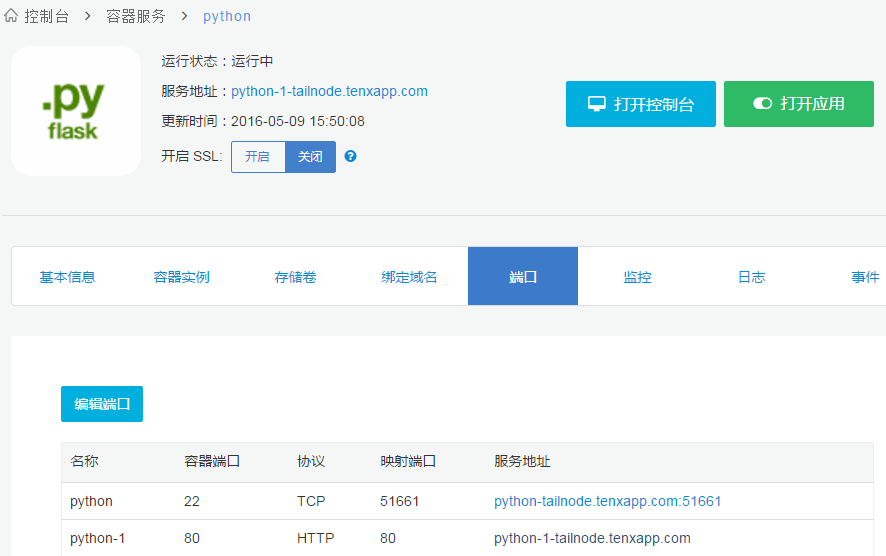 控制台 > 容器服务 > python
.py
flask
运行状态：运行中
服务地址：python-1-tailnode.tenxapp.com
更新时间：2016-05-09 15:50:08
开启 SSL: 开启 关闭 ?
打开控制台 打开应用
基本信息 容器实例 存储卷 绑定域名 端口 监控 日志 事件
编辑端口
名称 容器端口 协议 映射端口 服务地址
python 22 TCP 51661 python-tailnode.tenxapp.com:51661
python-1 80 HTTP 80 python-1-tailnode.tenxapp.com